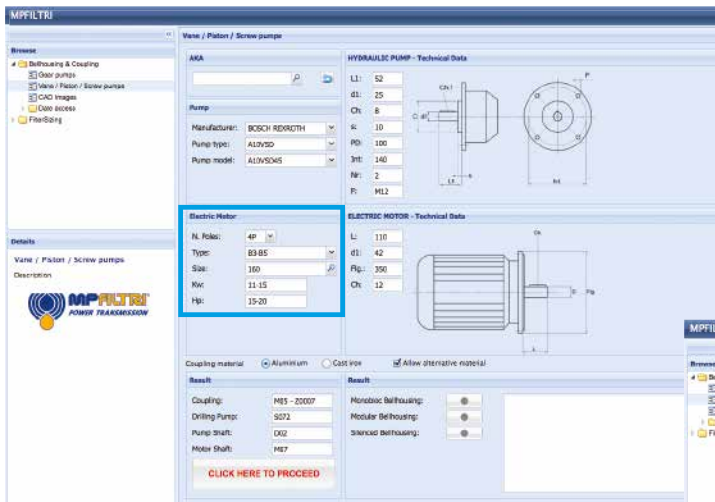 MPFILTRI
Browse
Bellhousing & Coupling
Gear pumps
Vane / Piston / Screw pumps
CAD Images
Date access
FilterSizing
Details
Vane / Piston / Screw pumps
Description
MPFILTRI
POWER TRANSMISSION
Vane / Piston / Screw pumps
AKA
Pump
Manufacturer: BOSCH REXROTH
Pump type: A10VSO
Pump model: A10VSO45
HYDRAULIC PUMP - Technical Data
L1: 52
d1: 25
Ch: 8
s: 10
PD: 100
Int: 140
Nr: 2
F: M12
Electric Motor
N. Poles: 4P
Type: B3-B5
Size: 160
Kw: 11-15
Hp: 15-20
ELECTRIC MOTOR - Technical Data
L: 110
d1: 42
Flg.: 350
Ch: 12
Coupling material Aluminium Cast iron Allow alternative material
Result
Coupling: M05 - Z0007
Drilling Pump: S072
Pump Shaft: D02
Motor Shaft: M07
CLICK HERE TO PROCEED
Result
Monobloc Bellhousing:
Modular Bellhousing:
Silenced Bellhousing:
MPFIL
Browse